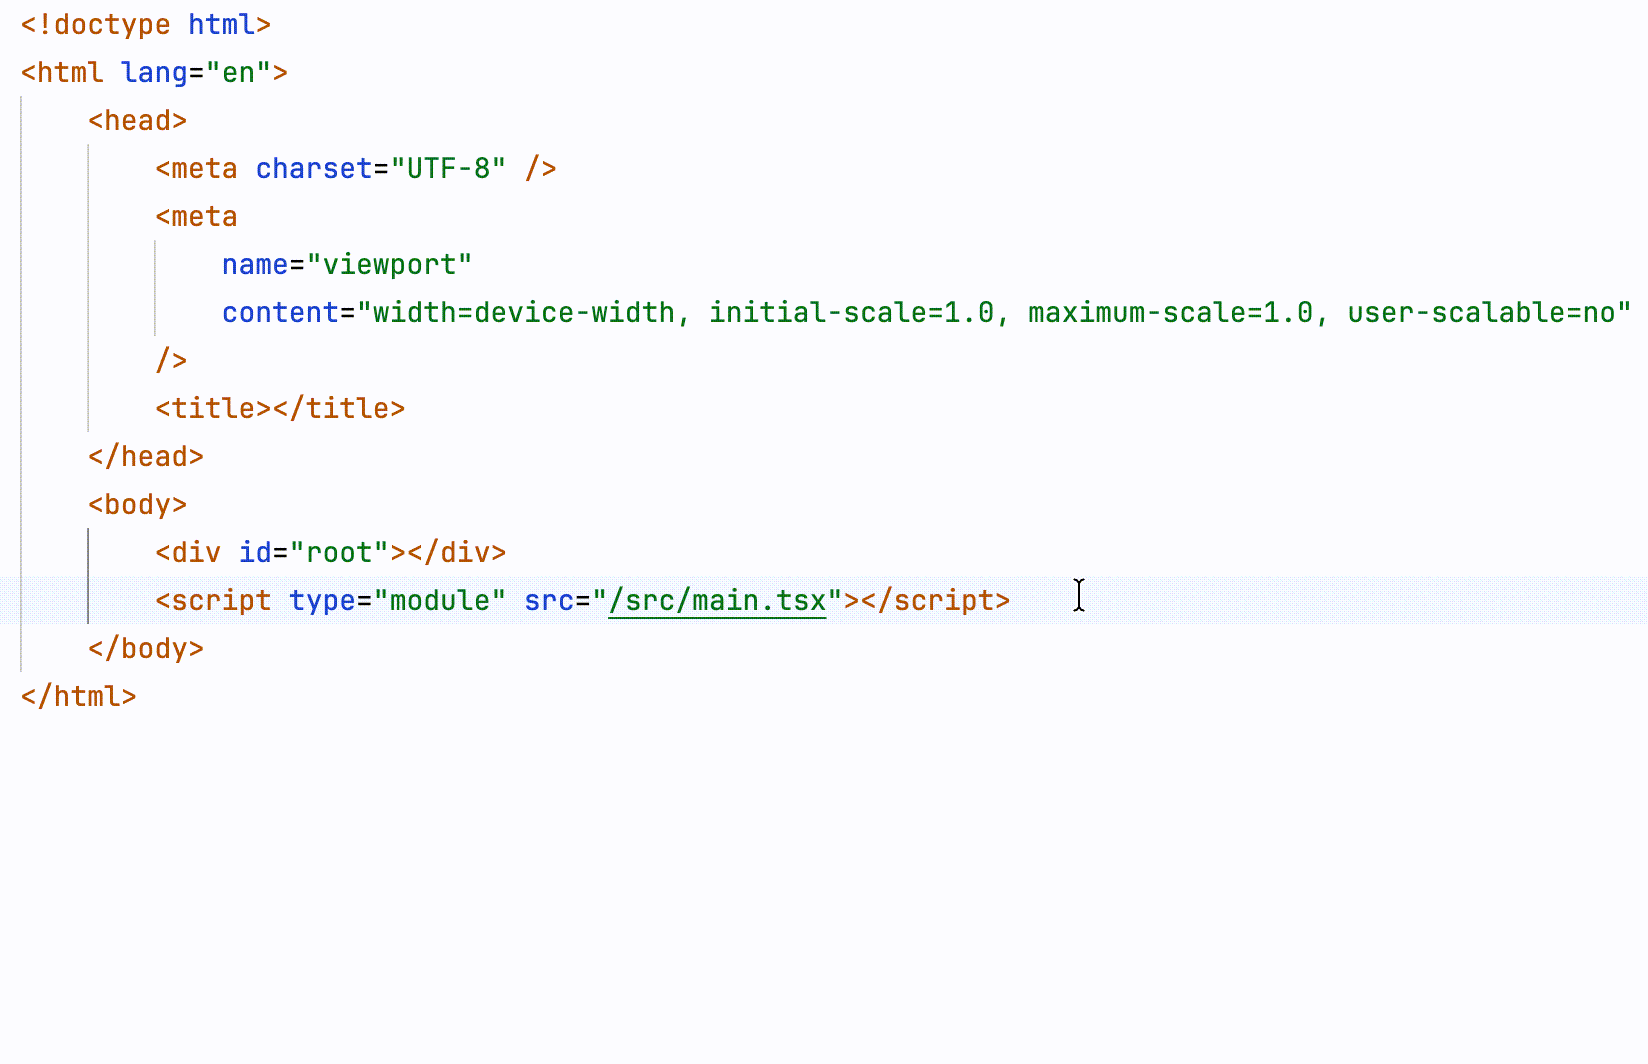 <!doctype html>
<html lang="en">
<head>
<meta charset="UTF-8" />
<meta
name="viewport"
content="width=device-width, initial-scale=1.0, maximum-scale=1.0, user-scalable=no"
/>
<title></title>
</head>
<body>
<div id="root"></div>
<script type="module" src="/src/main.tsx"></script>
</body>
</html>